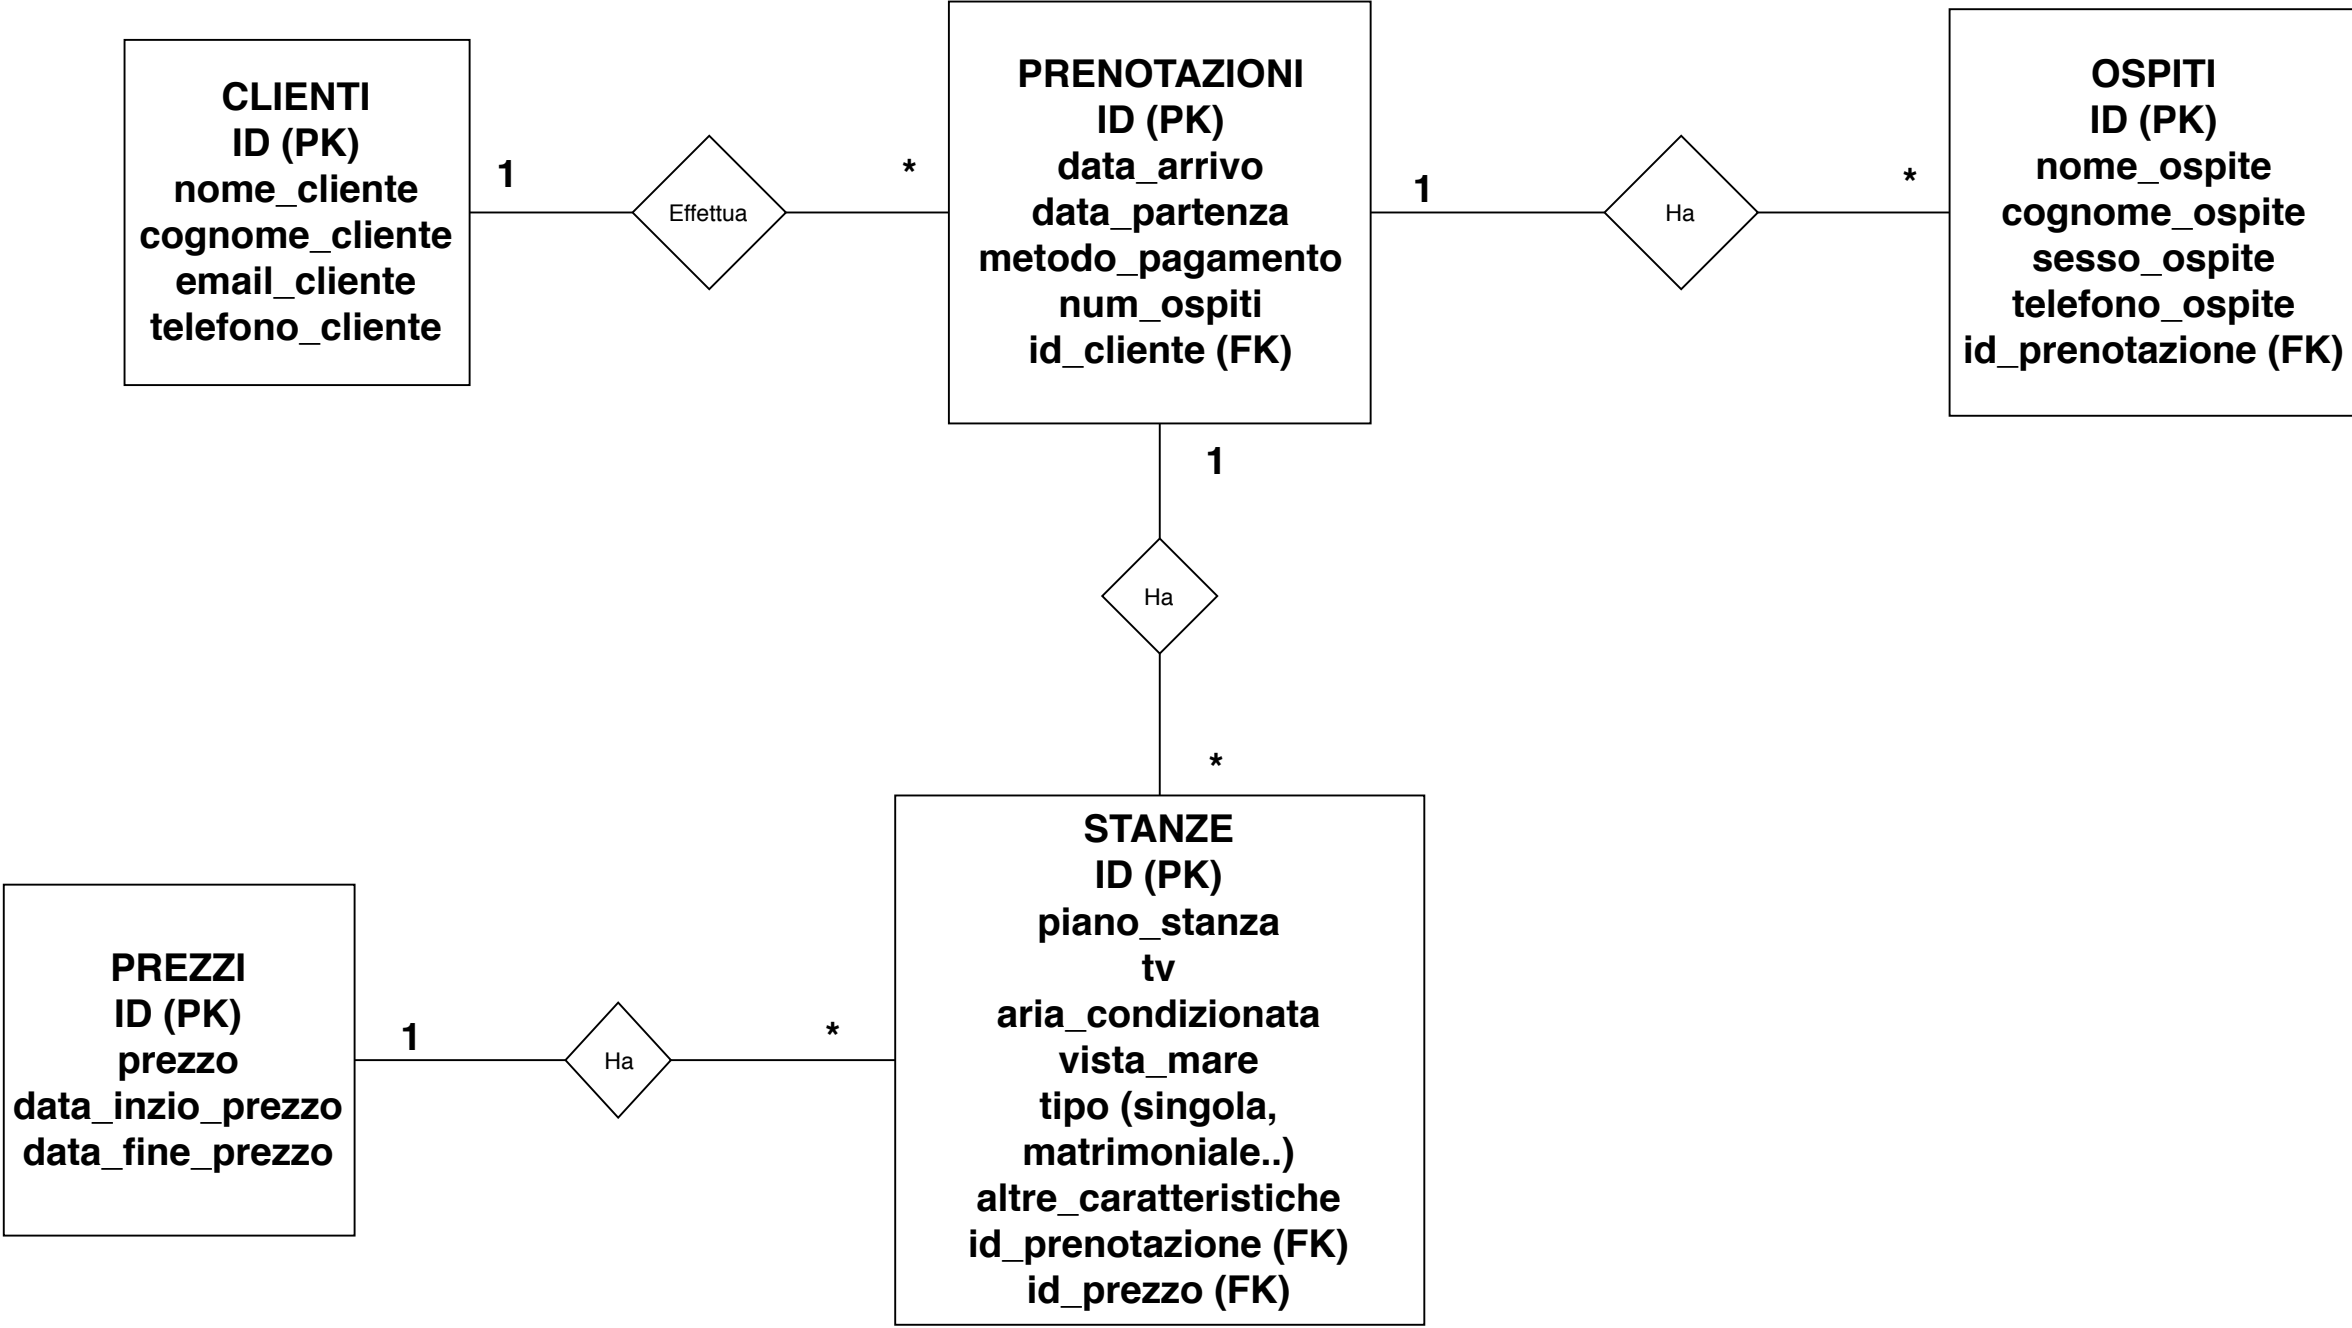 CLIENTI
ID (PK)
nome_cliente
cognome_cliente
email_cliente
telefono_cliente
1
Effettua
*
PRENOTAZIONI
ID (PK)
data_arrivo
data_partenza
metodo_pagamento
num_ospiti
id_cliente (FK)
1
Ha
*
OSPITI
ID (PK)
nome_ospite
cognome_ospite
sesso_ospite
telefono_ospite
id_prenotazione (FK)
1
Ha
*
PREZZI
ID (PK)
prezzo
data_inzio_prezzo
data_fine_prezzo
1
Ha
*
STANZE
ID (PK)
piano_stanza
tv
aria_condizionata
vista_mare
tipo (singola,
matrimoniale..)
altre_caratteristiche
id_prenotazione (FK)
id_prezzo (FK)